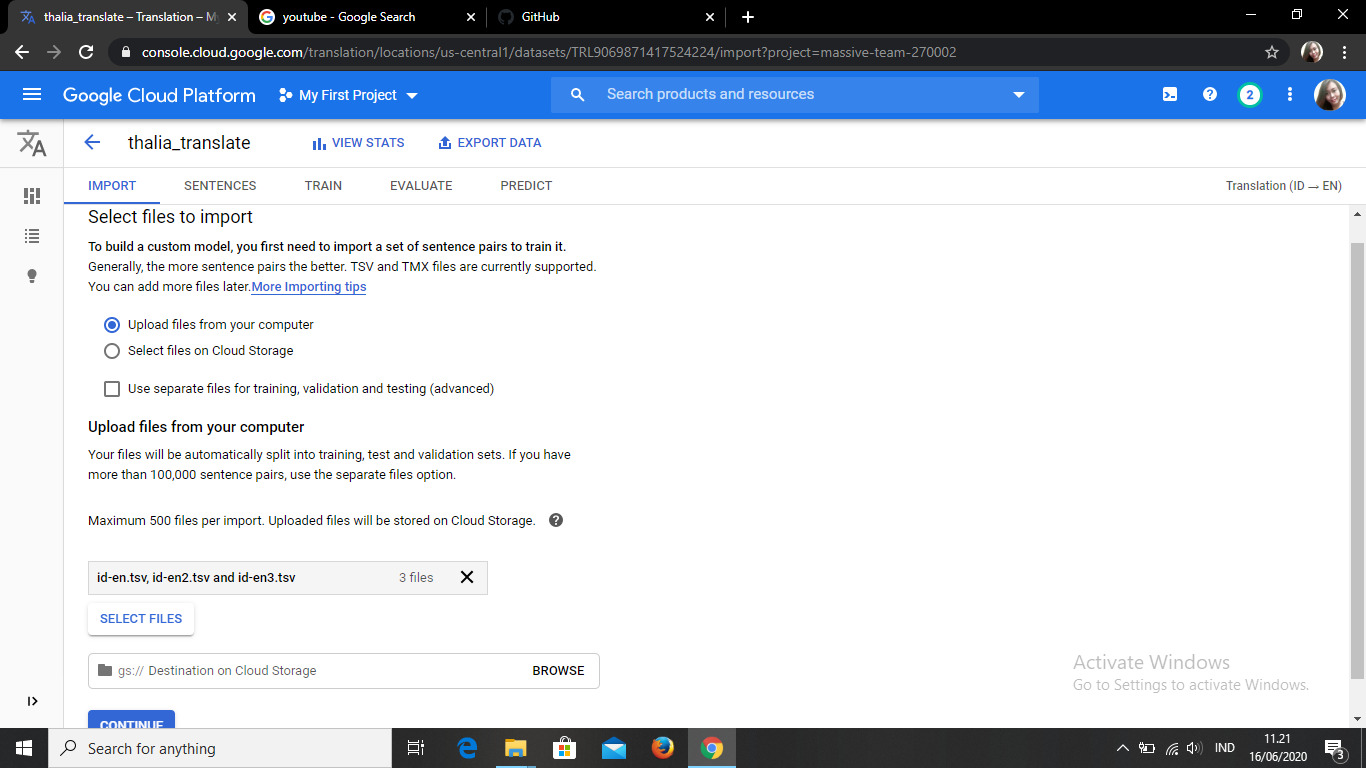 thalia_translate – Translation – My
youtube - Google Search
GitHub
console.cloud.google.com/translation/locations/us-central1/datasets/TRL9069871417524224/import?project=massive-team-270002
Google Cloud Platform
My First Project
Search products and resources
2
thalia_translate
VIEW STATS
EXPORT DATA
IMPORT
SENTENCES
TRAIN
EVALUATE
PREDICT
Translation (ID → EN)
Select files to import
To build a custom model, you first need to import a set of sentence pairs to train it.
Generally, the more sentence pairs the better. TSV and TMX files are currently supported.
You can add more files later.More Importing tips
Upload files from your computer
Select files on Cloud Storage
Use separate files for training, validation and testing (advanced)
Upload files from your computer
Your files will be automatically split into training, test and validation sets. If you have
more than 100,000 sentence pairs, use the separate files option.
Maximum 500 files per import. Uploaded files will be stored on Cloud Storage.
id-en.tsv, id-en2.tsv and id-en3.tsv
3 files
SELECT FILES
gs:// Destination on Cloud Storage
BROWSE
CONTINUE
Activate Windows
Go to Settings to activate Windows.
Search for anything
IND
11.21
16/06/2020
3